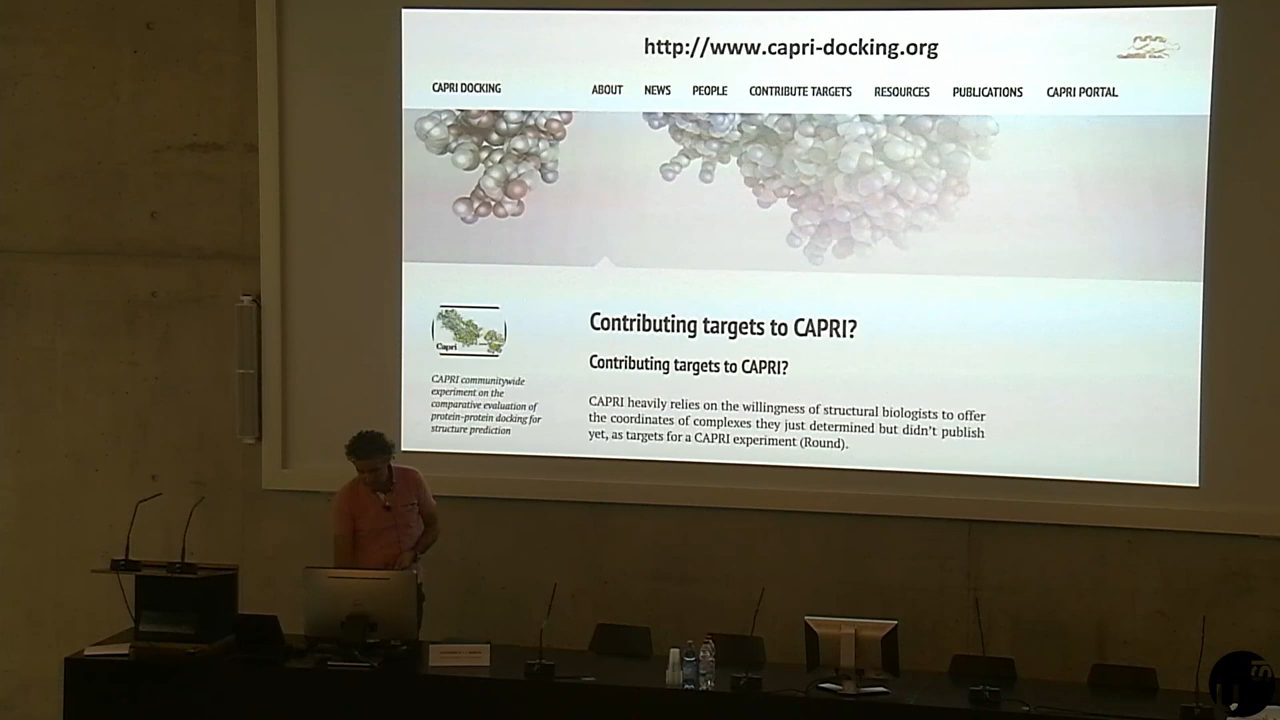 http://www.capri-docking.org
CAPRI DOCKING
ABOUT NEWS PEOPLE CONTRIBUTE TARGETS RESOURCES PUBLICATIONS CAPRI PORTAL
Capri
CAPRI communitywide
experiment on the
comparative evaluation of
protein-protein docking for
structure prediction
Contributing targets to CAPRI?
Contributing targets to CAPRI?
CAPRI heavily relies on the willingness of structural biologists to offer
the coordinates of complexes they just determined but didn't publish
yet, as targets for a CAPRI experiment (Round).